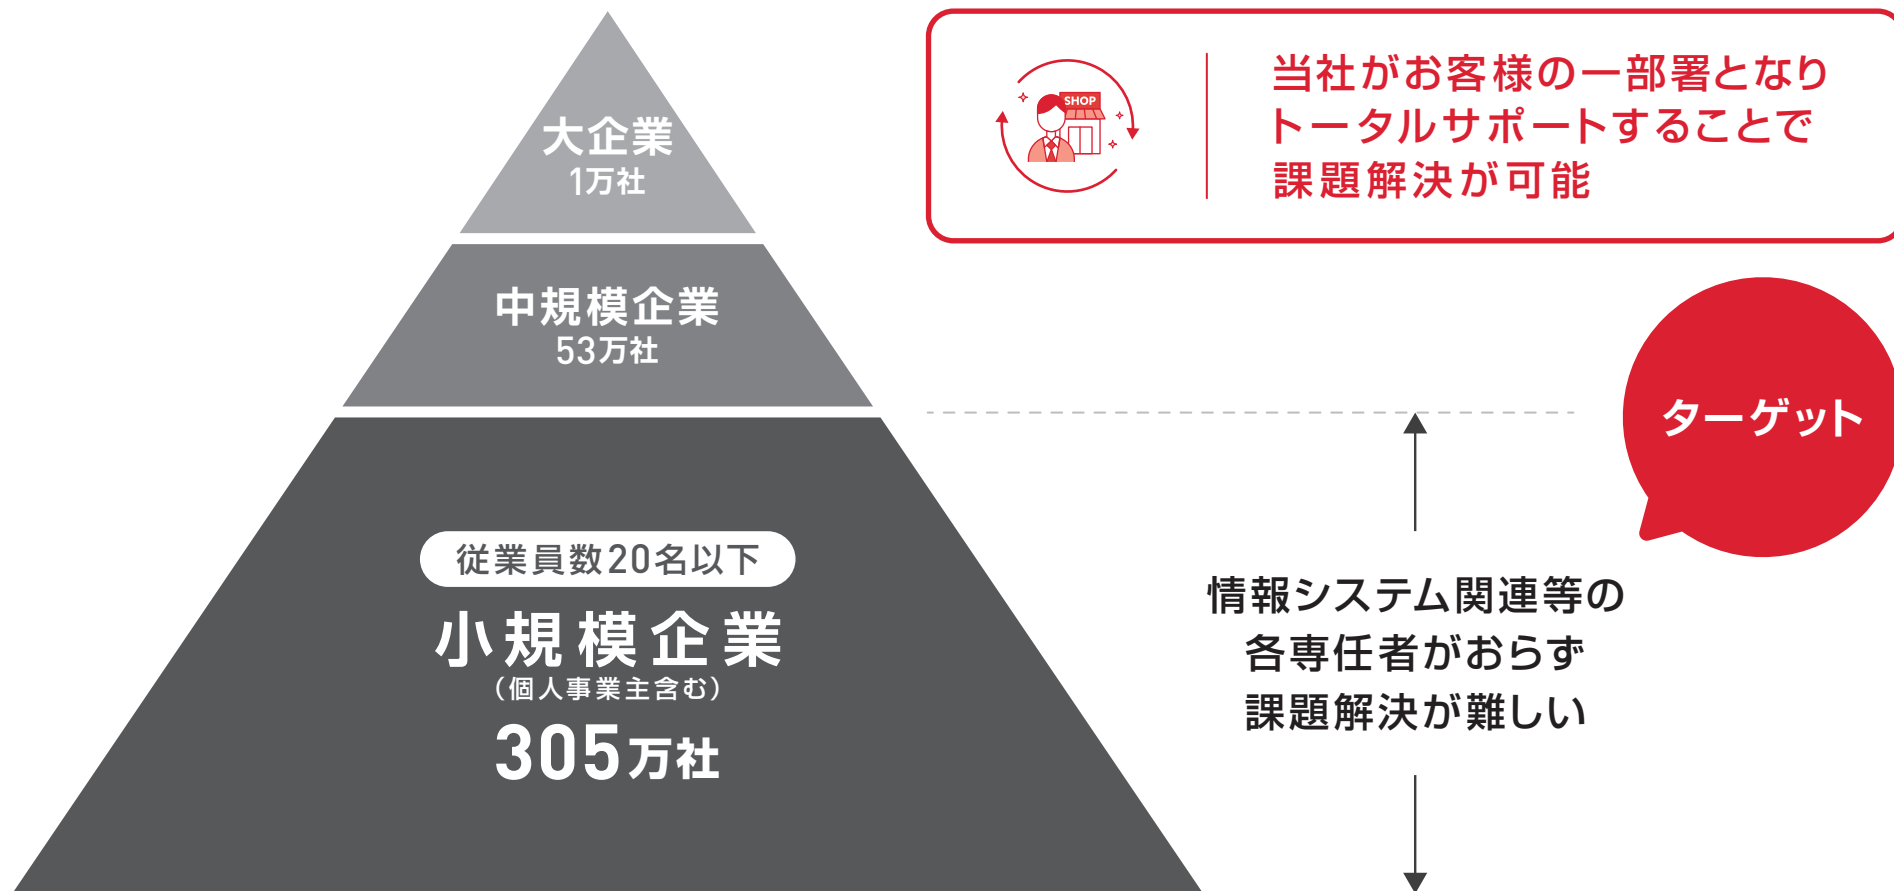 大企業
1万社
中規模企業
53万社
従業員数20名以下
小規模企業
（個人事業主含む）
305万社
SHOP
当社がお客様の一部署となり
トータルサポートすることで
課題解決が可能
ターゲット
情報システム関連等の
各専任者がおらず
課題解決が難しい